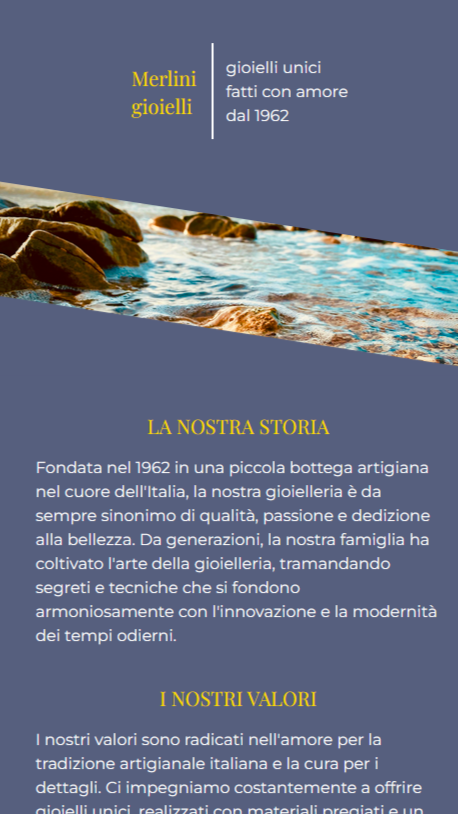 Merlini
gioielli
gioielli unici
fatti con amore
dal 1962
LA NOSTRA STORIA
Fondata nel 1962 in una piccola bottega artigiana
nel cuore dell'Italia, la nostra gioielleria è da
sempre sinonimo di qualità, passione e dedizione
alla bellezza. Da generazioni, la nostra famiglia ha
coltivato l'arte della gioielleria, tramandando
segreti e tecniche che si fondono
armoniosamente con l'innovazione e la modernità
dei tempi odierni.
I NOSTRI VALORI
I nostri valori sono radicati nell'amore per la
tradizione artigianale italiana e la cura per i
dettagli. Ci impegniamo costantemente a offrire
gioielli unici, realizzati con materiali pregiati e un